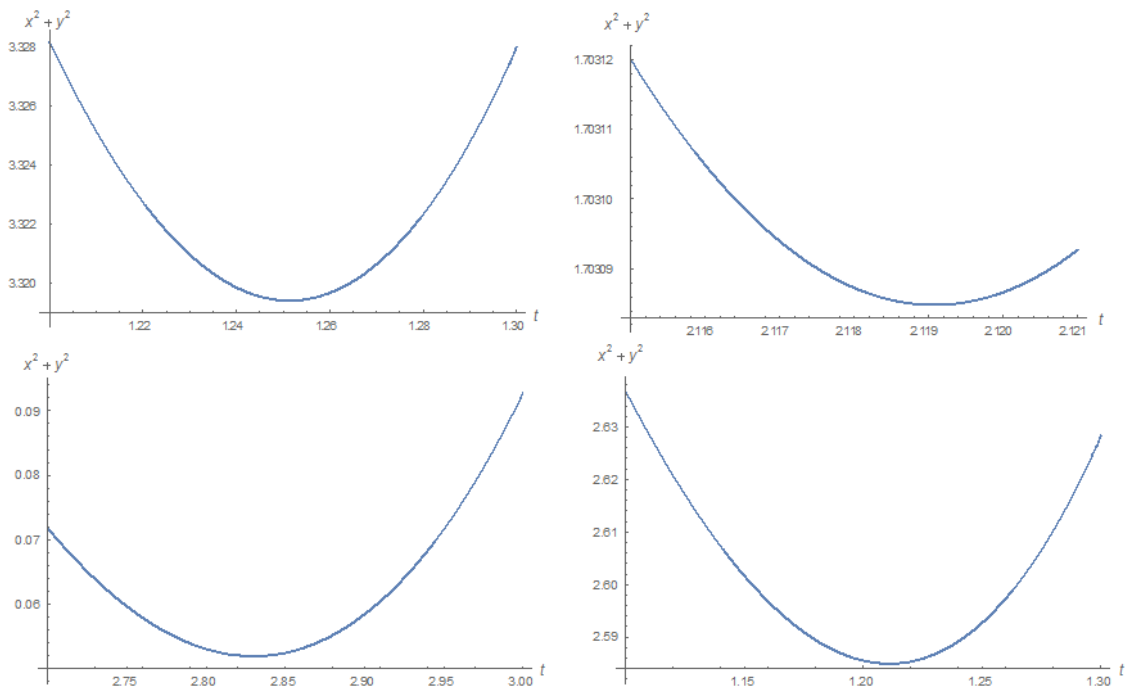 x² + y²
3.328
3.326
3.324
3.322
3.320
1.22 1.24 1.26 1.28 1.30 t
x² + y²
1.70312
1.70311
1.70310
1.70309
2.116 2.117 2.118 2.119 2.120 2.121 t
x² + y²
0.09
0.08
0.07
0.06
2.75 2.80 2.85 2.90 2.95 3.00 t
x² + y²
2.63
2.62
2.61
2.60
2.59
1.15 1.20 1.25 1.30 t